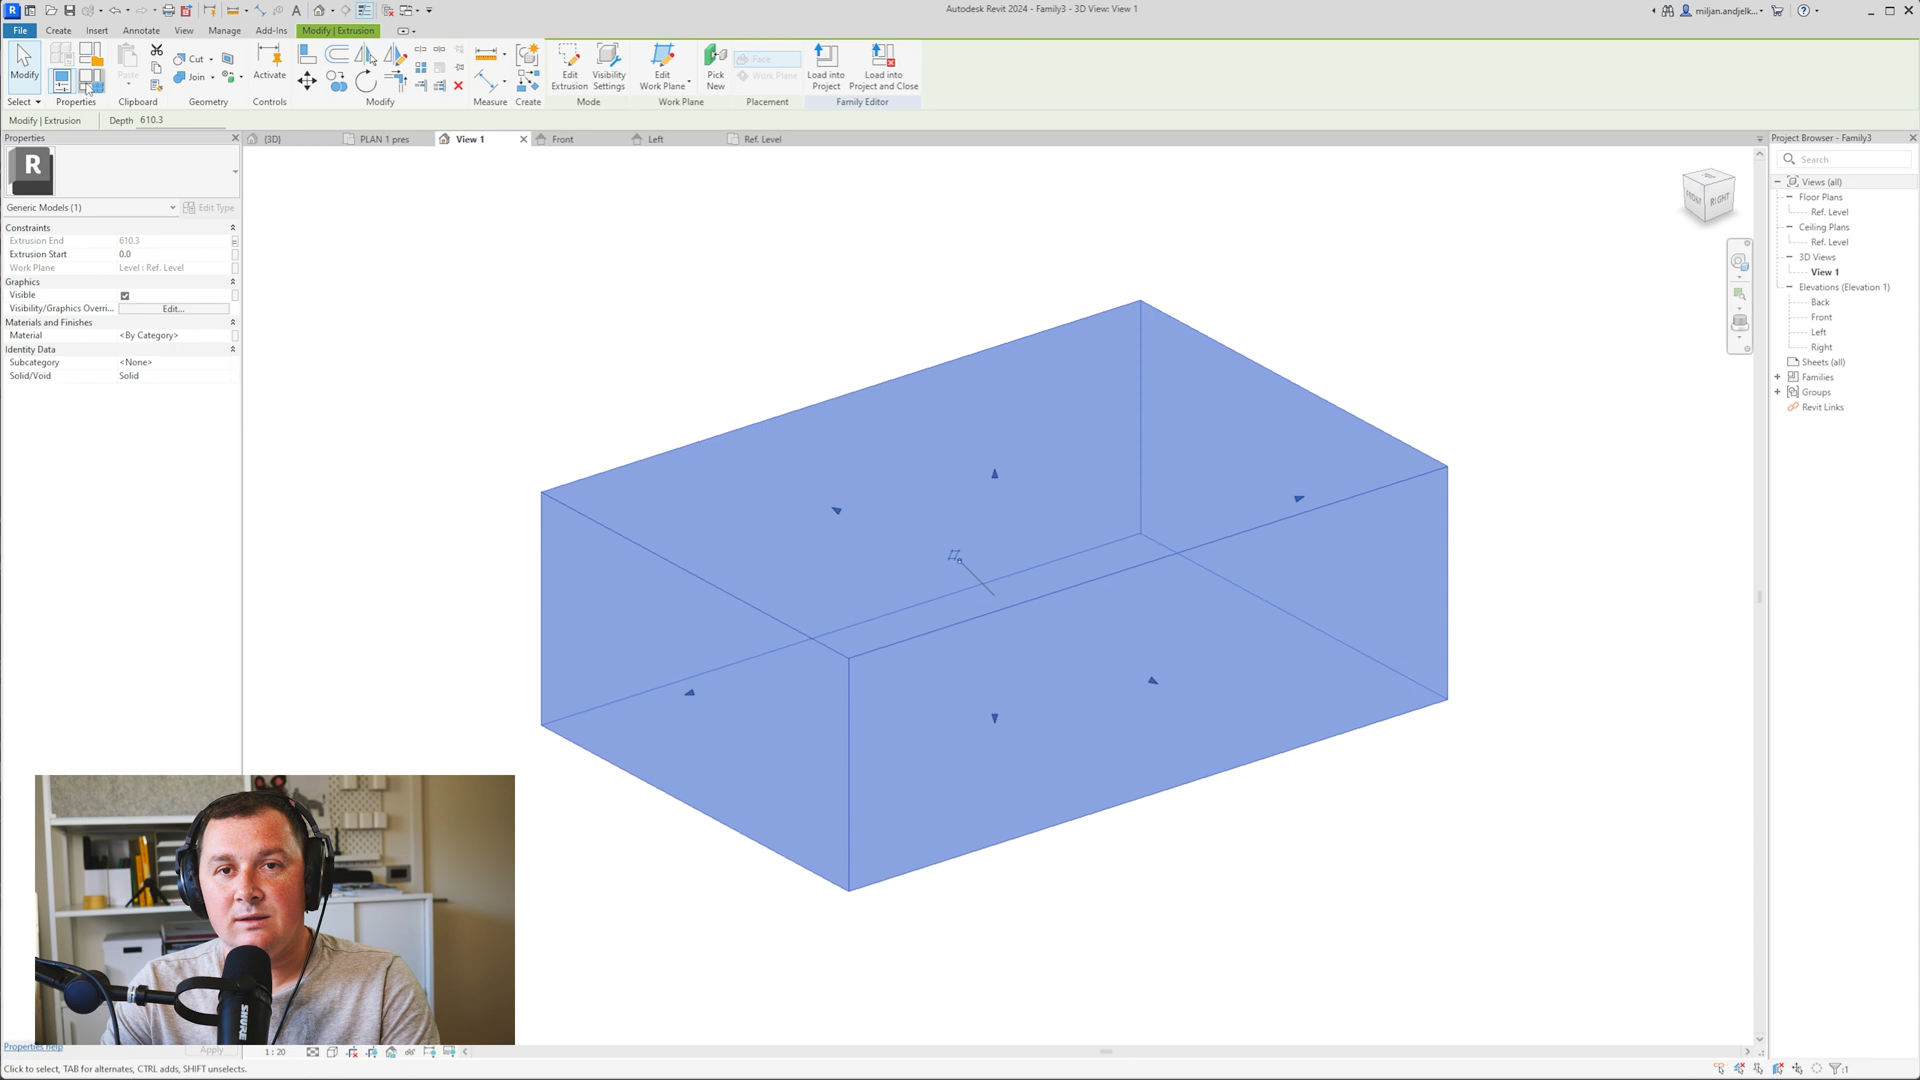 Autodesk Revit 2024 - Family3 - 3D View: View 1
miljan.andjelk...
File
Create
Insert
Annotate
View
Manage
Add-Ins
Modify | Extrusion
Modify
Paste
Cut
Join
Activate
Edit
Extrusion
Visibility
Settings
Edit
Work Plane
Pick
New
Face
Work Plane
Load into
Project
Load into
Project and Close
Select
Properties
Clipboard
Geometry
Controls
Modify
Measure
Create
Mode
Work Plane
Placement
Family Editor
Modify | Extrusion
Depth 610.3
Properties
R
Generic Models (1)
Edit Type
Constraints
Extrusion End 610.3
Extrusion Start 0.0
Work Plane Level : Ref. Level
Graphics
Visible
Visibility/Graphics Overri... Edit...
Materials and Finishes
Material <By Category>
Identity Data
Subcategory <None>
Solid/Void Solid
{3D}
PLAN 1 pres
View 1
Front
Left
Ref. Level
TOP
FRONT
RIGHT
Project Browser - Family3
Search
Views (all)
Floor Plans
Ref. Level
Ceiling Plans
Ref. Level
3D Views
View 1
Elevations (Elevation 1)
Back
Front
Left
Right
Sheets (all)
Families
Groups
Revit Links
SHURE
Properties help
Apply
1 : 20
Click to select, TAB for alternates, CTRL adds, SHIFT unselects.
:1